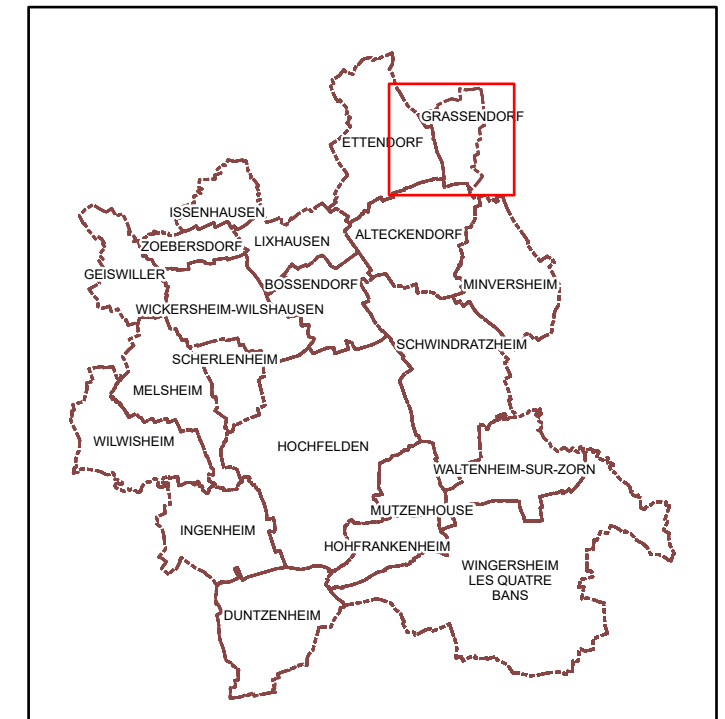 GRASSENDORF
ETTENDORF
ISSENHAUSEN
ALTECKENDORF
ZOEBERSDORF
LIXHAUSEN
GEISWILLER
BOSSENDORF
MINVERSHEIM
WICKERSHEIM-WILSHAUSEN
SCHWINDRATZHEIM
SCHERLENHEIM
MELSHEIM
WILWISHEIM
HOCHFELDEN
WALTENHEIM-SUR-ZORN
MUTZENHOUSE
INGENHEIM
HOHFRANKENHEIM
WINGERSHEIM
LES QUATRE
BANS
DUNTZENHEIM